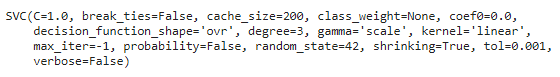 SVC(C=1.0, break_ties=False, cache_size=200, class_weight=None, coef0=0.0,
decision_function_shape='ovr', degree=3, gamma='scale', kernel='linear',
max_iter=-1, probability=False, random_state=42, shrinking=True, tol=0.001,
verbose=False)